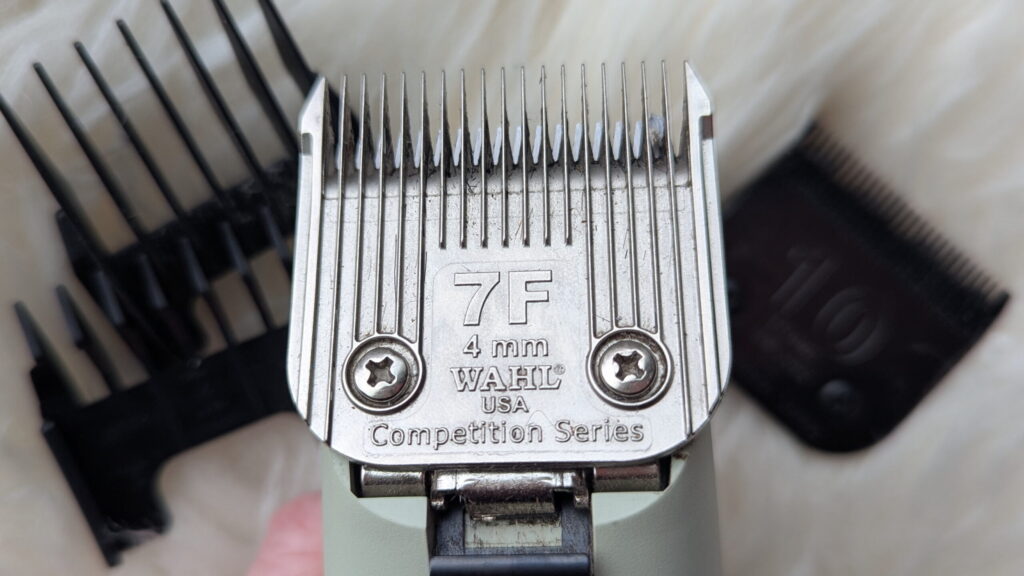 7F
4 mm
WAHL®
USA
Competition Series
10